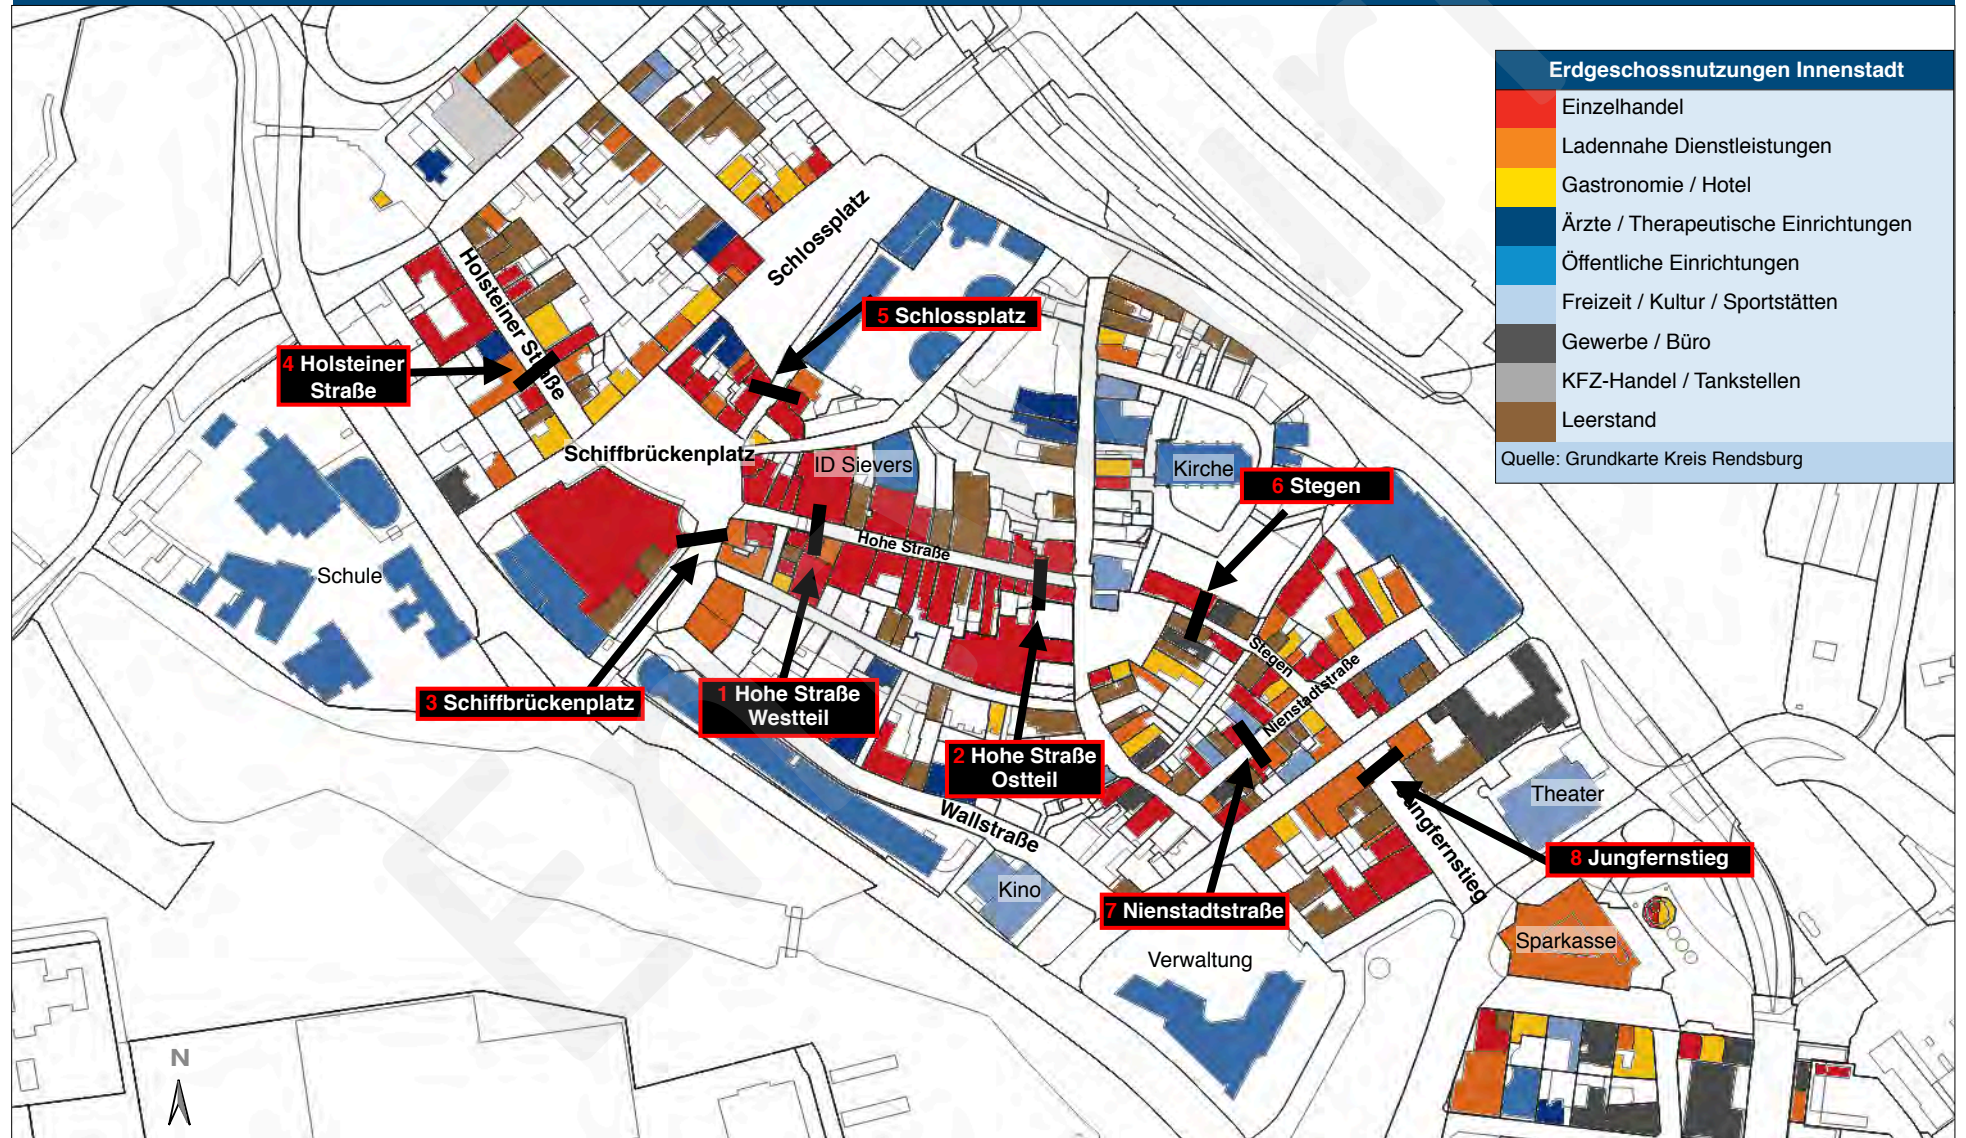 Erdgeschossnutzungen Innenstadt
Einzelhandel
Ladennahe Dienstleistungen
Gastronomie / Hotel
Ärzte / Therapeutische Einrichtungen
Öffentliche Einrichtungen
Freizeit / Kultur / Sportstätten
Gewerbe / Büro
KFZ-Handel / Tankstellen
Leerstand
Quelle: Grundkarte Kreis Rendsburg
Schlossplatz
Holsteiner Straße
5 Schlossplatz
4 Holsteiner
Straße
Schiffbrückenplatz
ID Sievers
Kirche
6 Stegen
Hohe Straße
Schule
Stegen
Nienstadtstraße
3 Schiffbrückenplatz
1 Hohe Straße
Westteil
2 Hohe Straße
Ostteil
Wallstraße
Theater
Jungfernstieg
8 Jungfernstieg
Kino
7 Nienstadtstraße
Sparkasse
Verwaltung
N